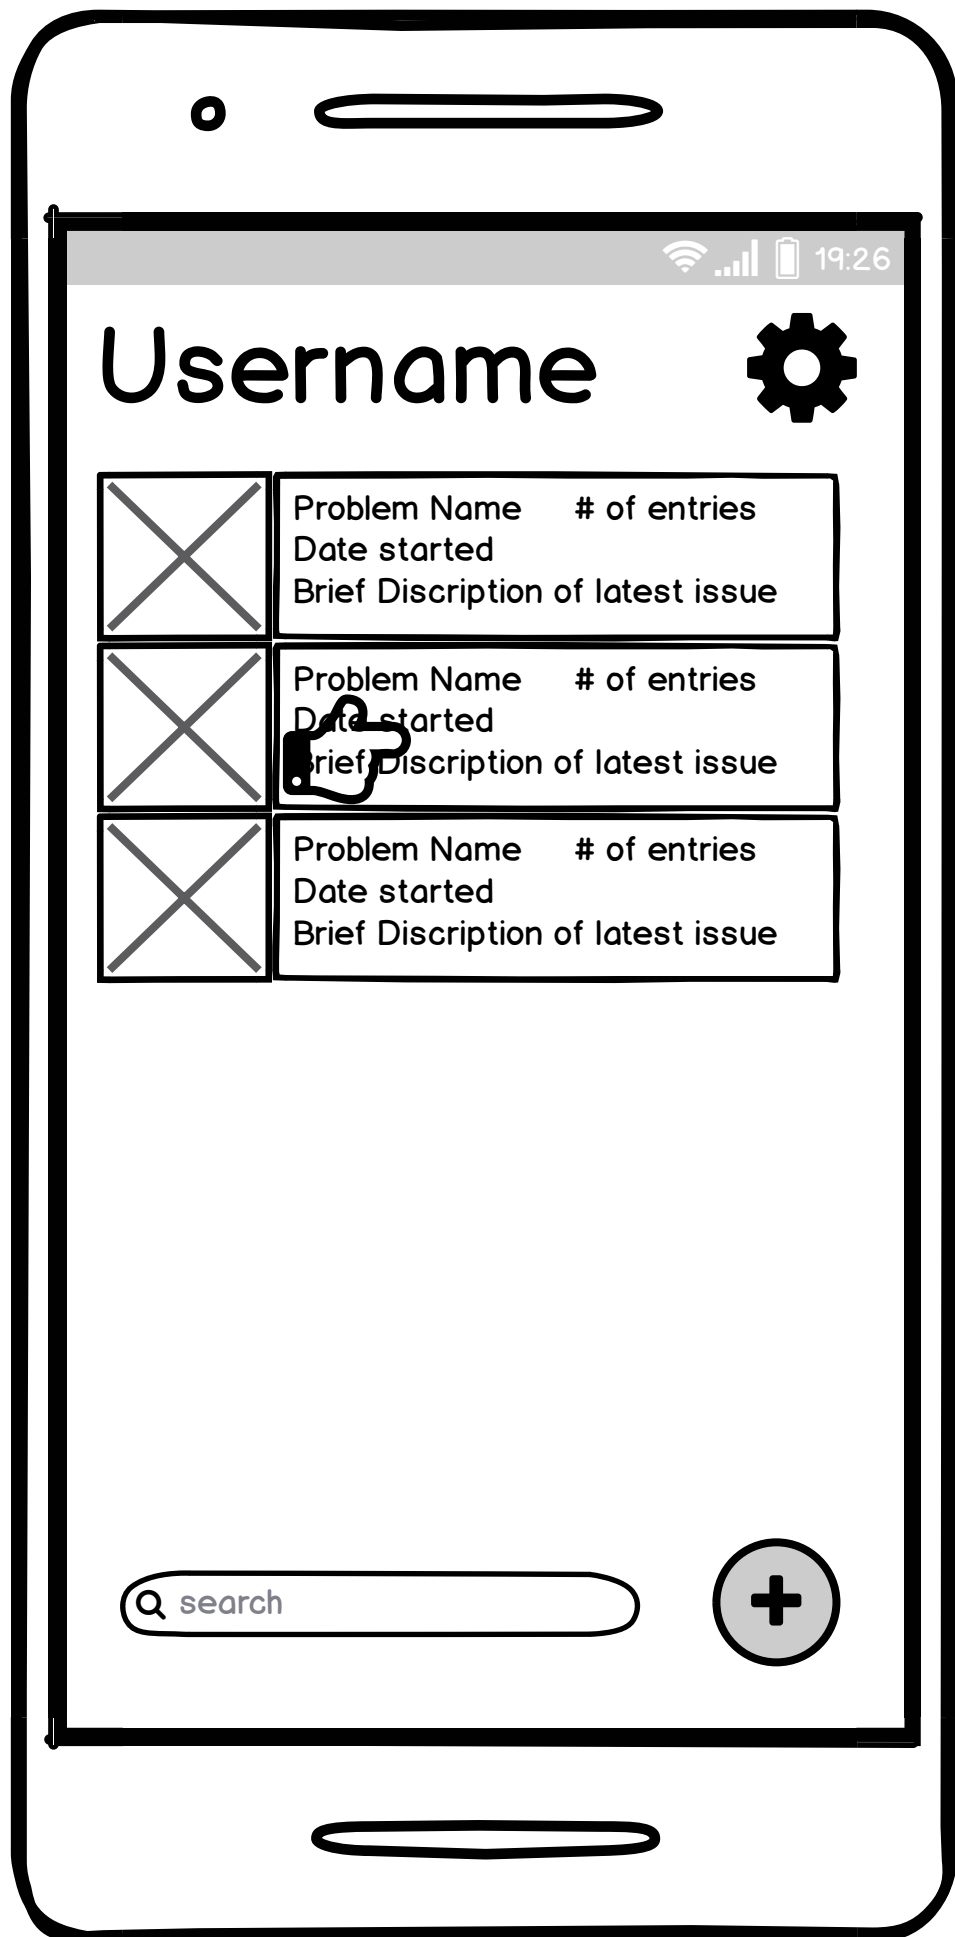 19:26
Username
Problem Name # of entries
Date started
Brief Discription of latest issue
Problem Name # of entries
Date started
Brief Discription of latest issue
Problem Name # of entries
Date started
Brief Discription of latest issue
search